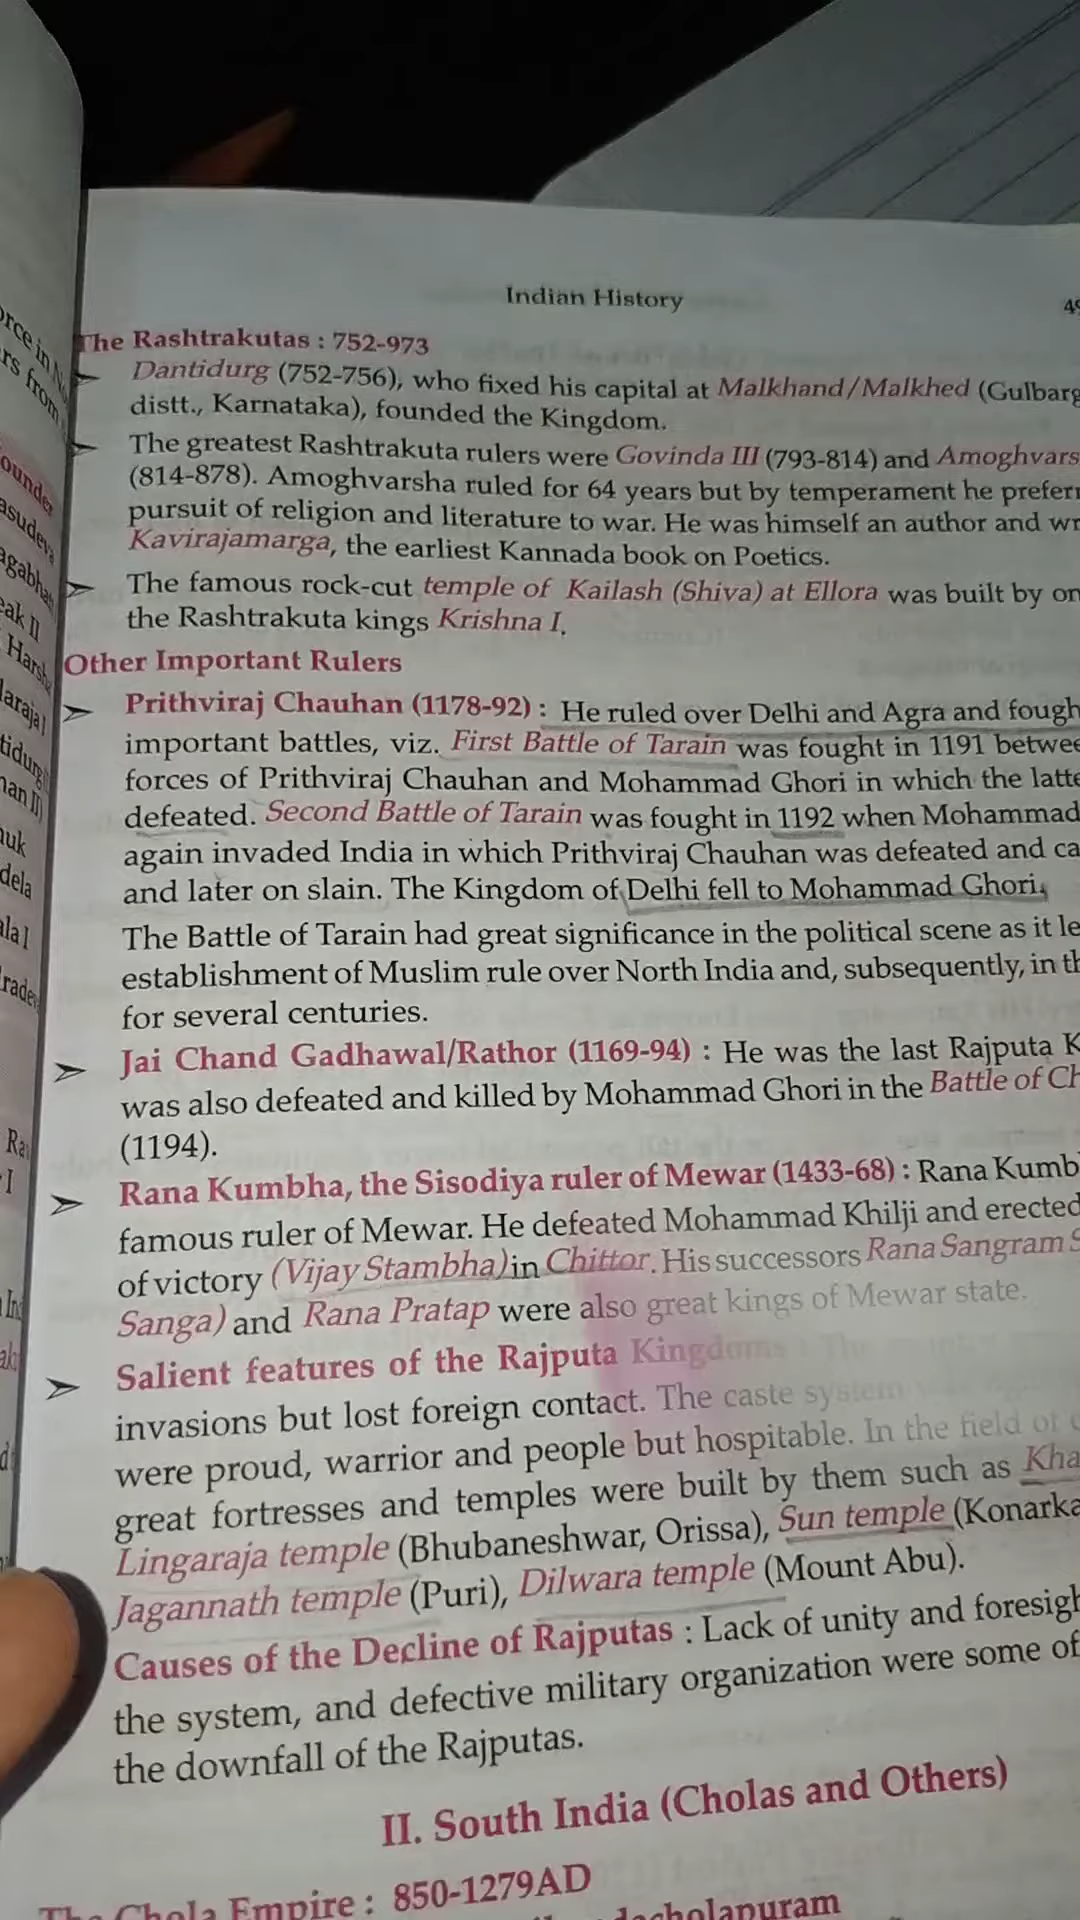 Indian History
The Rashtrakutas : 752-973
Dantidurg (752-756), who fixed his capital at Malkhand/Malkhed (Gulbarg
distt., Karnataka), founded the Kingdom.
The greatest Rashtrakuta rulers were Govinda III (793-814) and Amoghvars
(814-878). Amoghvarsha ruled for 64 years but by temperament he preferr
pursuit of religion and literature to war. He was himself an author and wr
Kavirajamarga, the earliest Kannada book on Poetics.
The famous rock-cut temple of Kailash (Shiva) at Ellora was built by on
the Rashtrakuta kings Krishna I.
Other Important Rulers
Prithviraj Chauhan (1178-92) : He ruled over Delhi and Agra and fough
important battles, viz. First Battle of Tarain was fought in 1191 betwee
forces of Prithviraj Chauhan and Mohammad Ghori in which the latte
defeated. Second Battle of Tarain was fought in 1192 when Mohammad
again invaded India in which Prithviraj Chauhan was defeated and ca
and later on slain. The Kingdom of Delhi fell to Mohammad Ghori.
The Battle of Tarain had great significance in the political scene as it le
establishment of Muslim rule over North India and, subsequently, in th
for several centuries.
Jai Chand Gadhawal/Rathor (1169-94) : He was the last Rajputa K
was also defeated and killed by Mohammad Ghori in the Battle of Ch
(1194).
Rana Kumbha, the Sisodiya ruler of Mewar (1433-68) : Rana Kumb
famous ruler of Mewar. He defeated Mohammad Khilji and erected
of victory (Vijay Stambha) in Chittor. His successors Rana Sangram S
Sanga) and Rana Pratap were also great kings of Mewar state.
Salient features of the Rajputa Kingdoms : The
invasions but lost foreign contact. The caste system
were proud, warrior and people but hospitable. In the field of
great fortresses and temples were built by them such as Kha
Lingaraja temple (Bhubaneshwar, Orissa), Sun temple (Konarka
Jagannath temple (Puri), Dilwara temple (Mount Abu).
Causes of the Decline of Rajputas : Lack of unity and foresigh
the system, and defective military organization were some of
the downfall of the Rajputas.
II. South India (Cholas and Others)
The Chola Empire : 850-1279AD